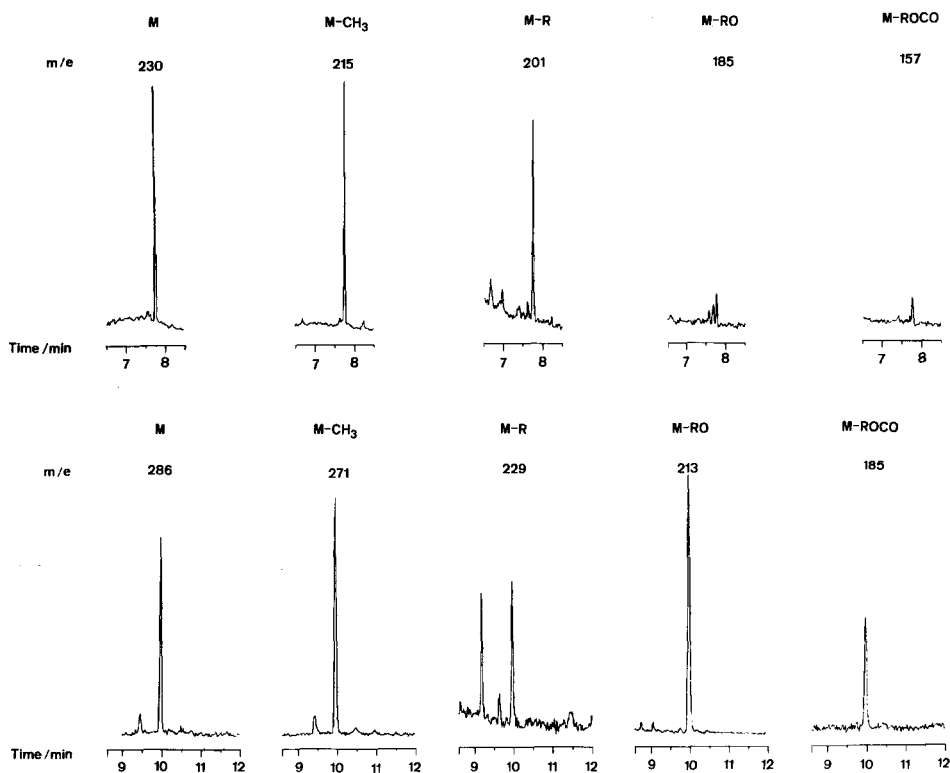 M M-CH₃ M-R M-RO M-ROCO
m/e 230 215 201 185 157
Time/min 7 8 7 8 7 8 7 8 7 8
M M-CH₃ M-R M-RO M-ROCO
m/e 286 271 229 213 185
Time/min 9 10 11 12 9 10 11 12 9 10 11 12 9 10 11 12 9 10 11 12